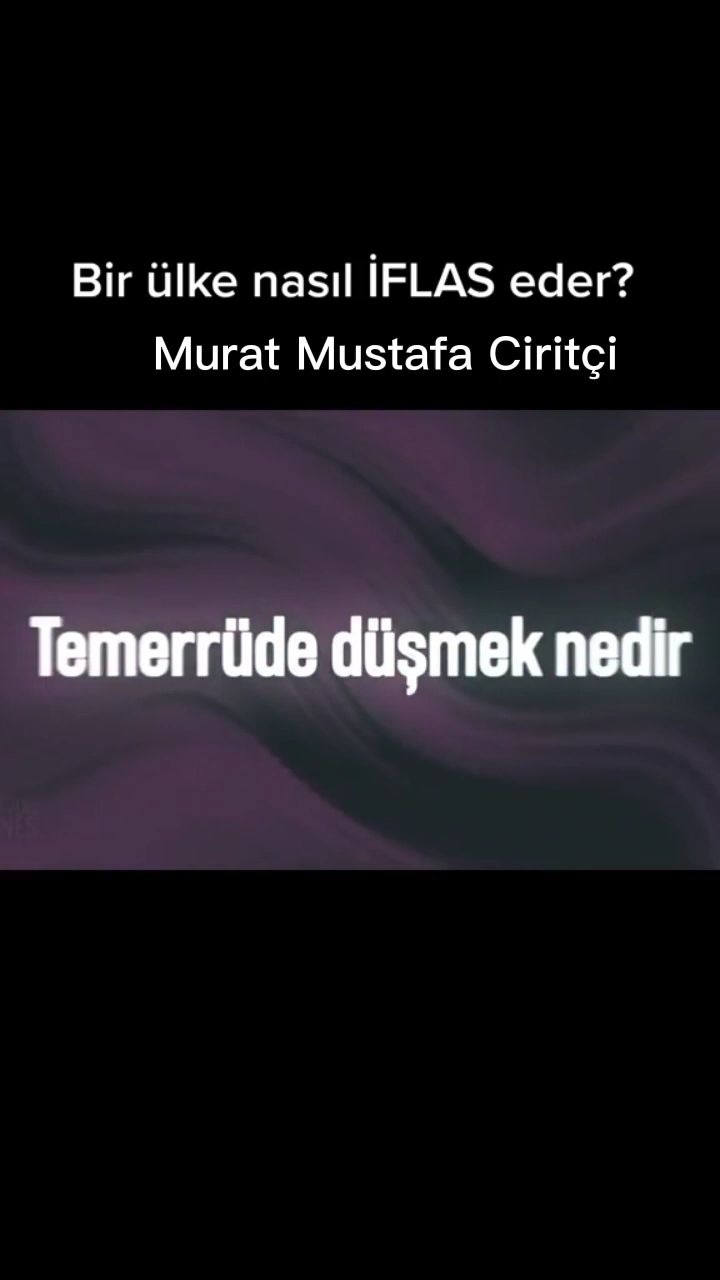 Bir ülke nasıl İFLAS eder?
Murat Mustafa Ciritçi
Temerrüde düşmek nedir